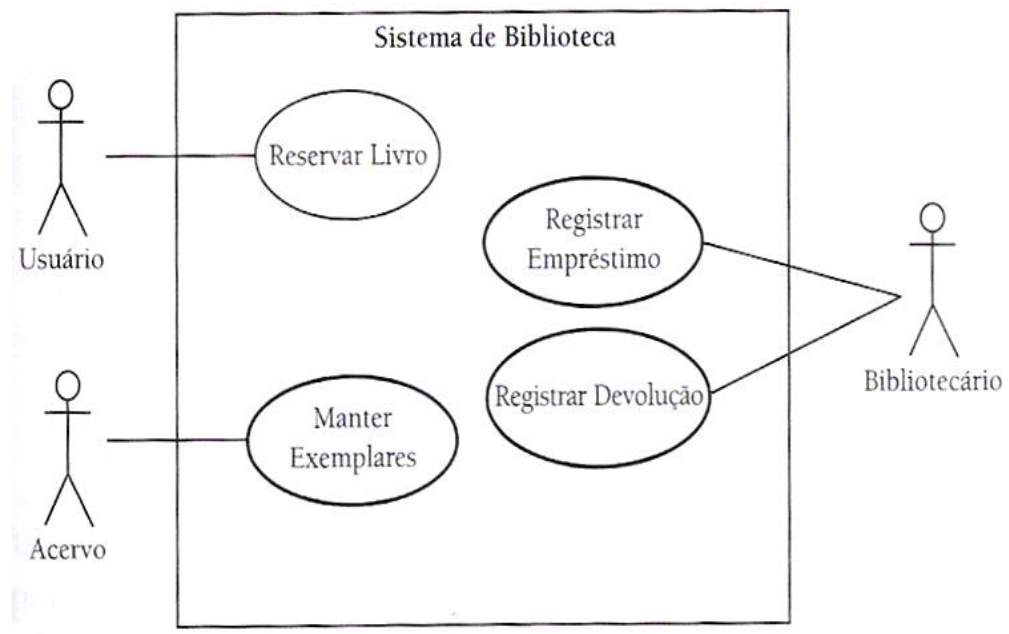 Sistema de Biblioteca
Reservar Livro
Usuário
Registrar
Empréstimo
Bibliotecário
Registrar Devolução
Manter
Exemplares
Acervo